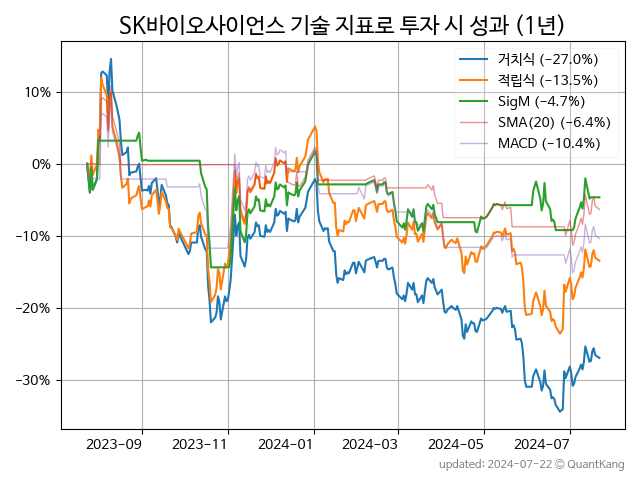 SK바이오사이언스 기술 지표로 투자 시 성과 (1년)
거치식 (−27.0%)
적립식 (−13.5%)
SigM (−4.7%)
SMA(20) (−6.4%)
MACD (−10.4%)
10%
0%
−10%
−20%
−30%
2023-09
2023-11
2024-01
2024-03
2024-05
2024-07
updated: 2024-07-22 © QuantKang